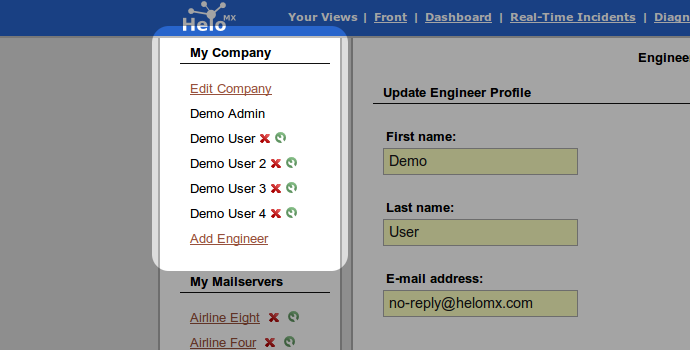 Helo MX
Your Views | Front | Dashboard | Real-Time Incidents | Diagn
My Company
Edit Company
Demo Admin
Demo User
Demo User 2
Demo User 3
Demo User 4
Add Engineer
My Mailservers
Airline Eight
Airline Four
Enginee
Update Engineer Profile
First name:
Demo
Last name:
User
E-mail address:
no-reply@helomx.com